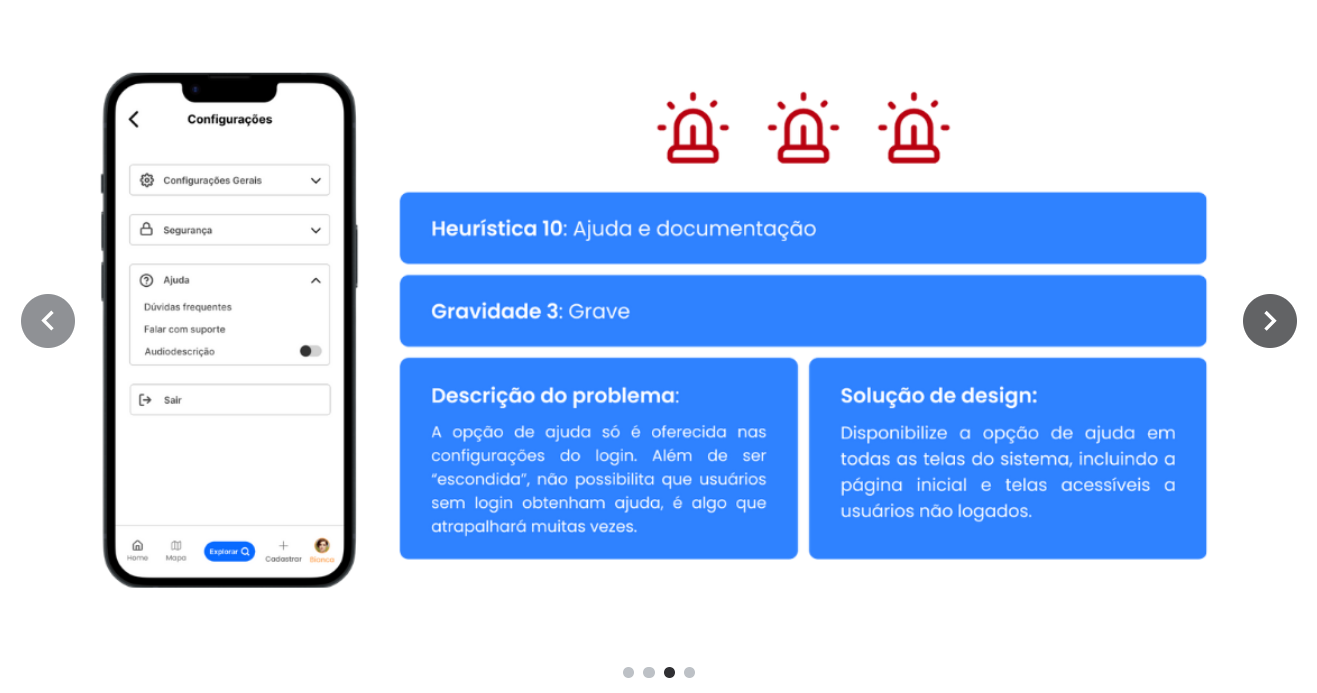 Configurações
Configurações Gerais
Segurança
Ajuda
Dúvidas frequentes
Falar com suporte
Audiodescrição
Sair
Home
Mapa
Explorar
Cadastrar
Bianca
Heurística 10: Ajuda e documentação
Gravidade 3: Grave
Descrição do problema:
A opção de ajuda só é oferecida nas
configurações do login. Além de ser
“escondida”, não possibilita que usuários
sem login obtenham ajuda, é algo que
atrapalhará muitas vezes.
Solução de design:
Disponibilize a opção de ajuda em
todas as telas do sistema, incluindo a
página inicial e telas acessíveis a
usuários não logados.